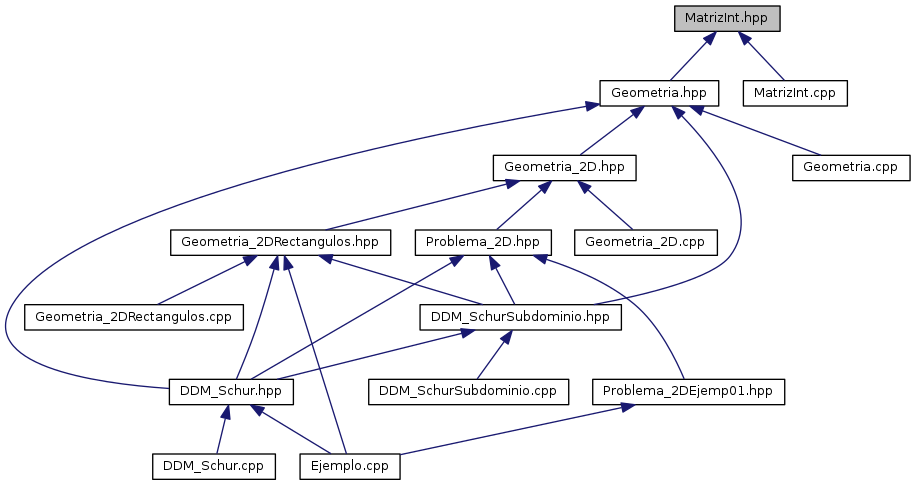 MatrizInt.hpp
Geometria.hpp
MatrizInt.cpp
Geometria_2D.hpp
Geometria.cpp
Geometria_2DRectangulos.hpp
Problema_2D.hpp
Geometria_2D.cpp
Geometria_2DRectangulos.cpp
DDM_SchurSubdominio.hpp
DDM_Schur.hpp
DDM_SchurSubdominio.cpp
Problema_2DEjemp01.hpp
DDM_Schur.cpp
Ejemplo.cpp